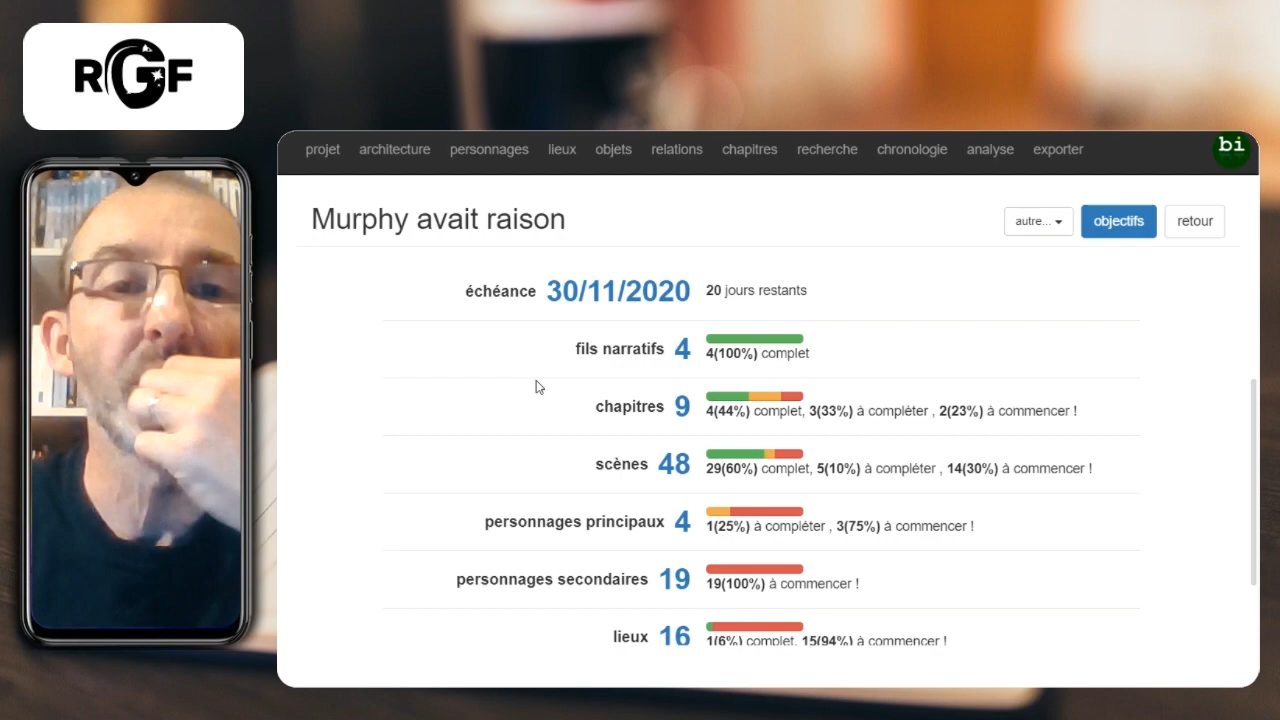 RGF
projet architecture personnages lieux objets relations chapitres recherche chronologie analyse exporter bi
Murphy avait raison
autre... objectifs retour
échéance 30/11/2020 20 jours restants
fils narratifs 4 4(100%) complet
chapitres 9 4(44%) complet, 3(33%) à compléter , 2(23%) à commencer !
scènes 48 29(60%) complet, 5(10%) à compléter , 14(30%) à commencer !
personnages principaux 4 1(25%) à compléter , 3(75%) à commencer !
personnages secondaires 19 19(100%) à commencer !
lieux 16 1(6%) complet, 15(94%) à commencer !